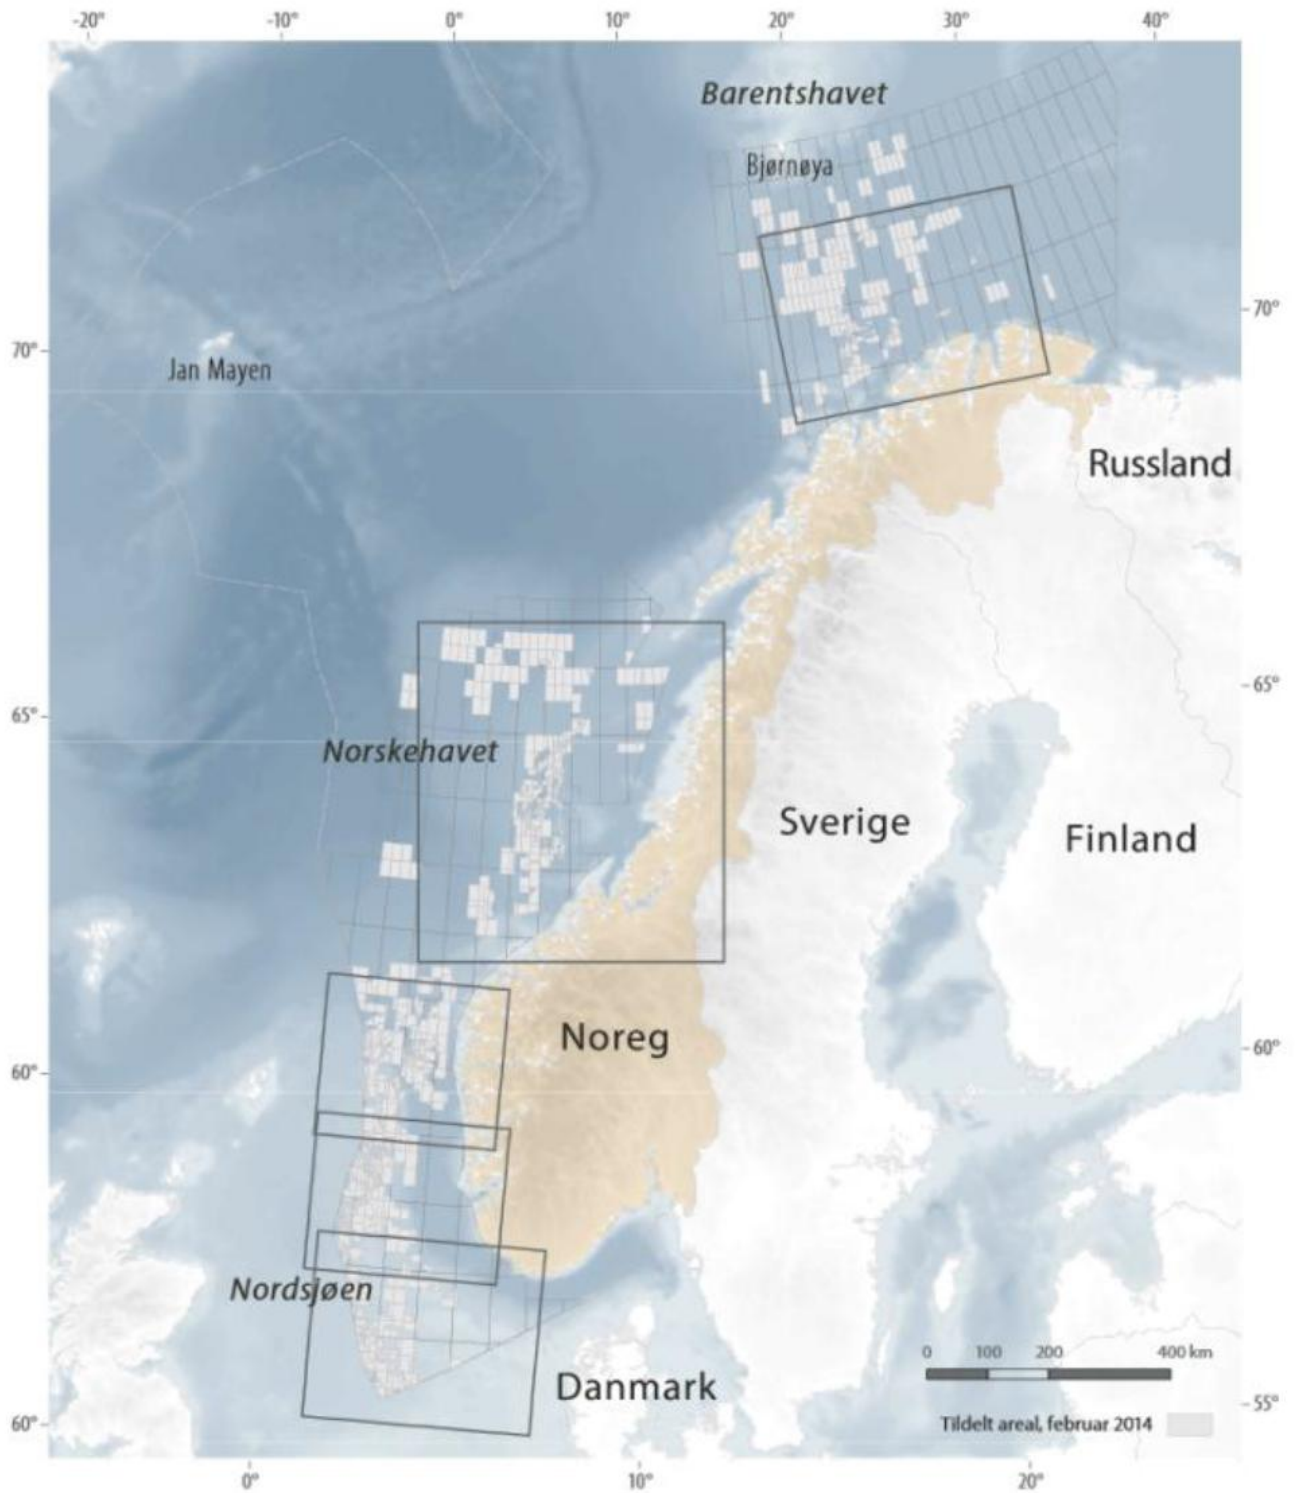 -20° -10° 0° 10° 20° 30° 40°
Barentshavet
Bjørnøya
70°
70°
Jan Mayen
Russland
65°
65°
Norskehavet
Sverige
Finland
Noreg
60°
60°
Nordsjøen
0 100 200 400 km
Danmark
55°
60°
Tildelt areal, februar 2014
0° 10° 20°